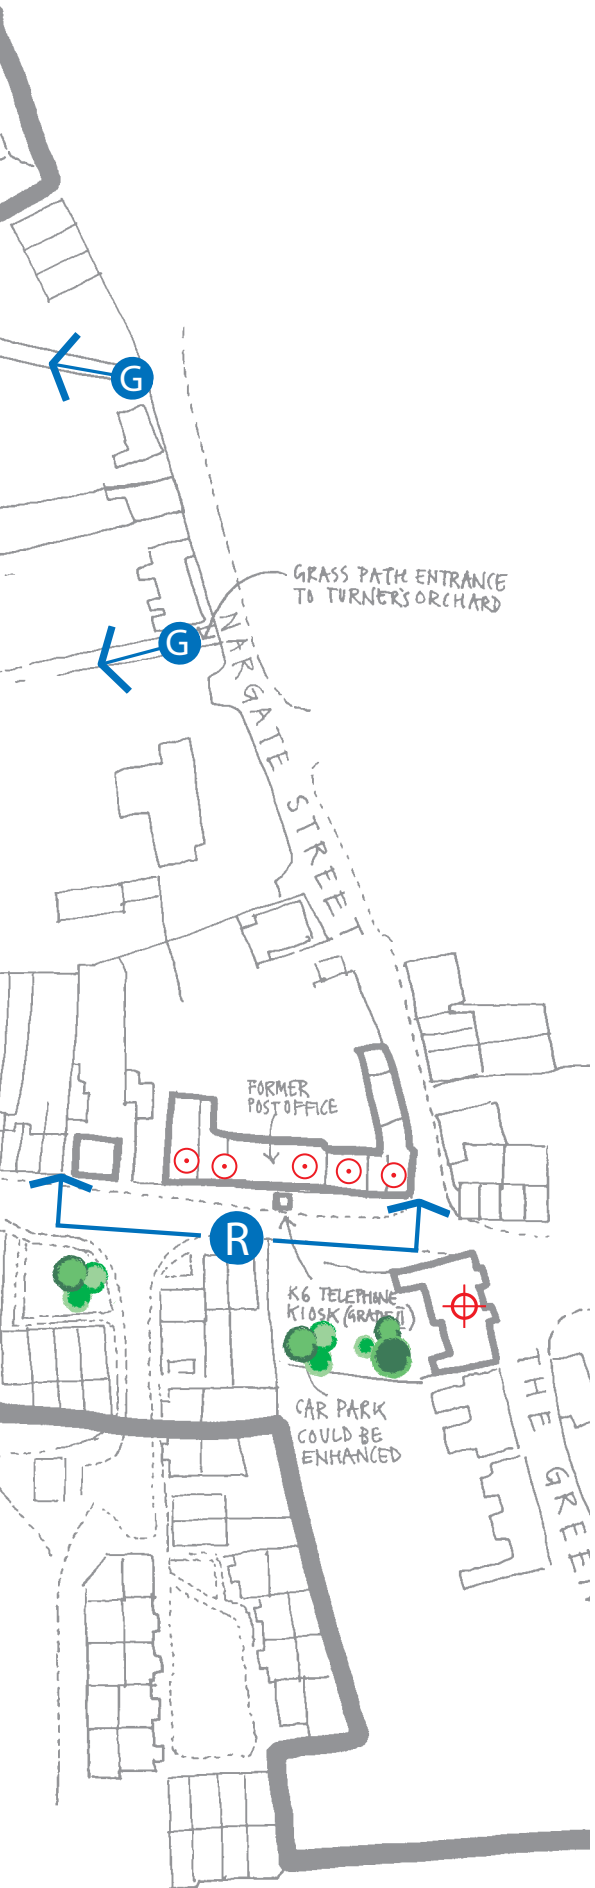 G
GRASS PATH ENTRANCE
TO TURNER'S ORCHARD
G
NARGATE STREET
FORMER
POST OFFICE
R
K6 TELEPHONE
KIOSK (GRADE II)
CAR PARK
COULD BE
ENHANCED
THE GREE